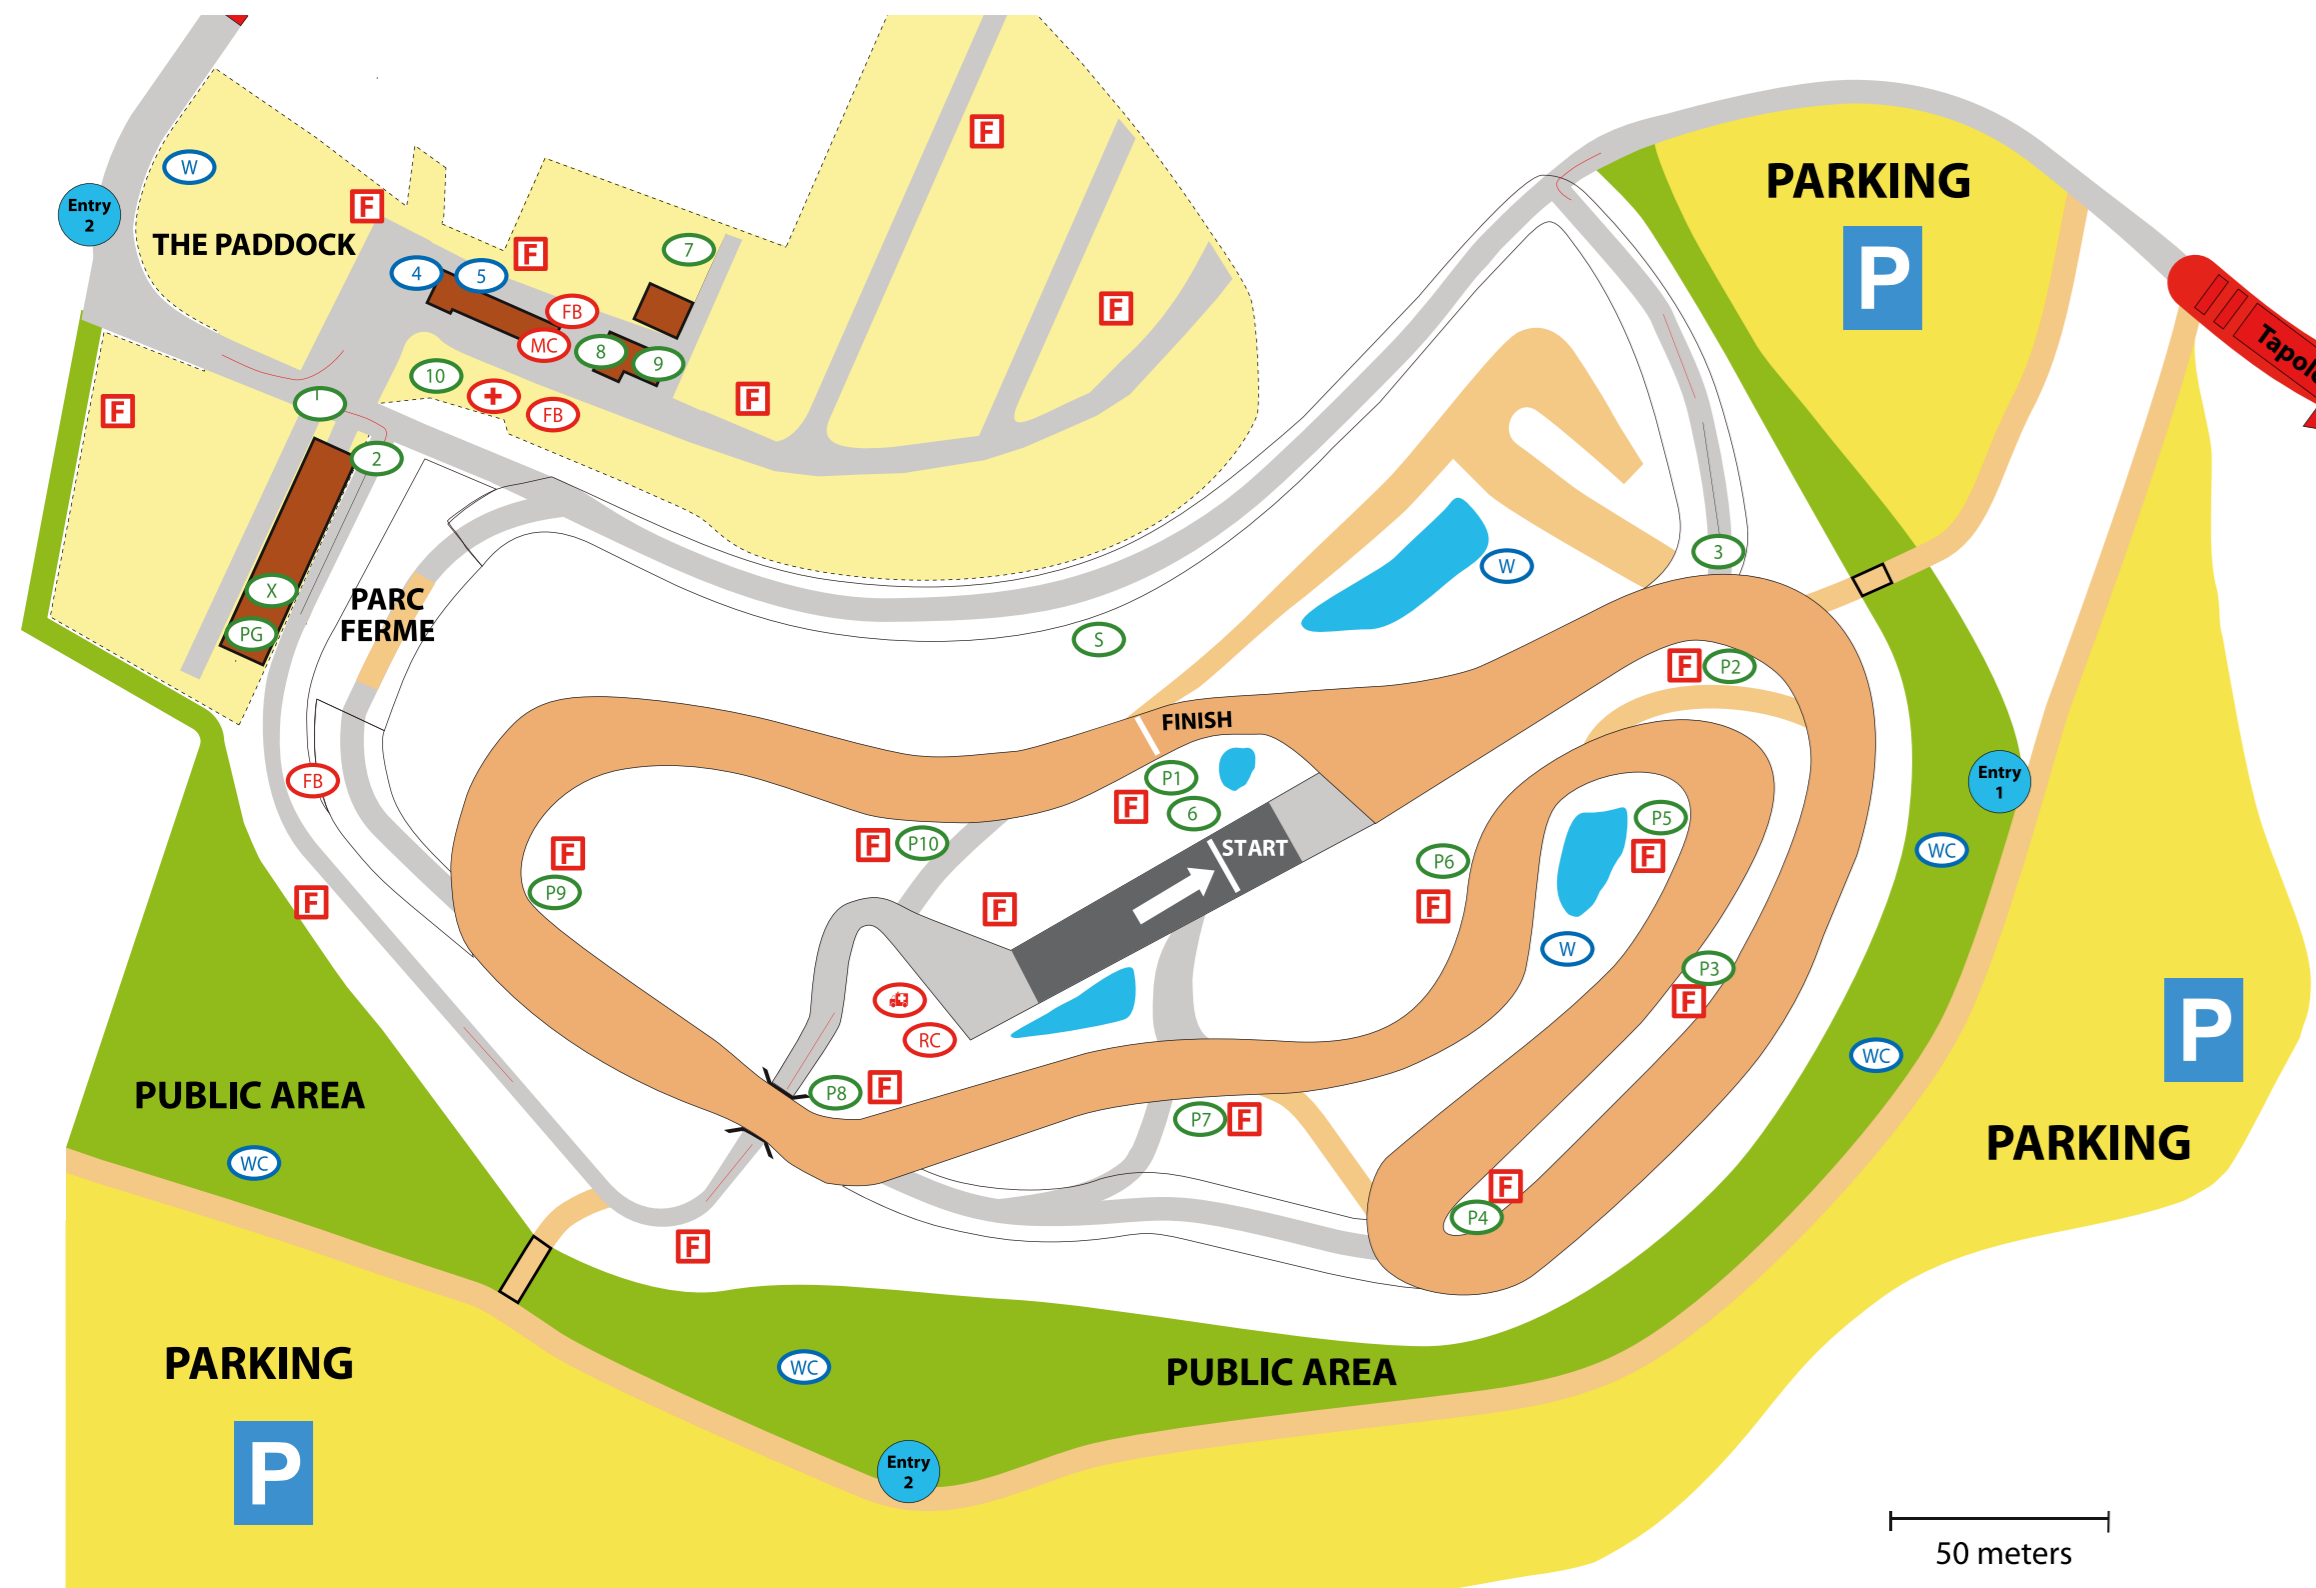 F
PARKING
P
W
Entry
2
F
THE PADDOCK
F
7
4
5
FB
F
MC
8
9
10
FB
F
F
2
3
W
X
PG
PARC
FERME
S
F
P2
FINISH
FB
P1
F
6
Entry
1
P5
F
P10
F
START
P6
F
WC
F
P9
F
F
W
P3
F
RC
P
WC
P8
F
PUBLIC AREA
P7
F
PARKING
WC
F
P4
F
PARKING
WC
PUBLIC AREA
P
Entry
2
50 meters